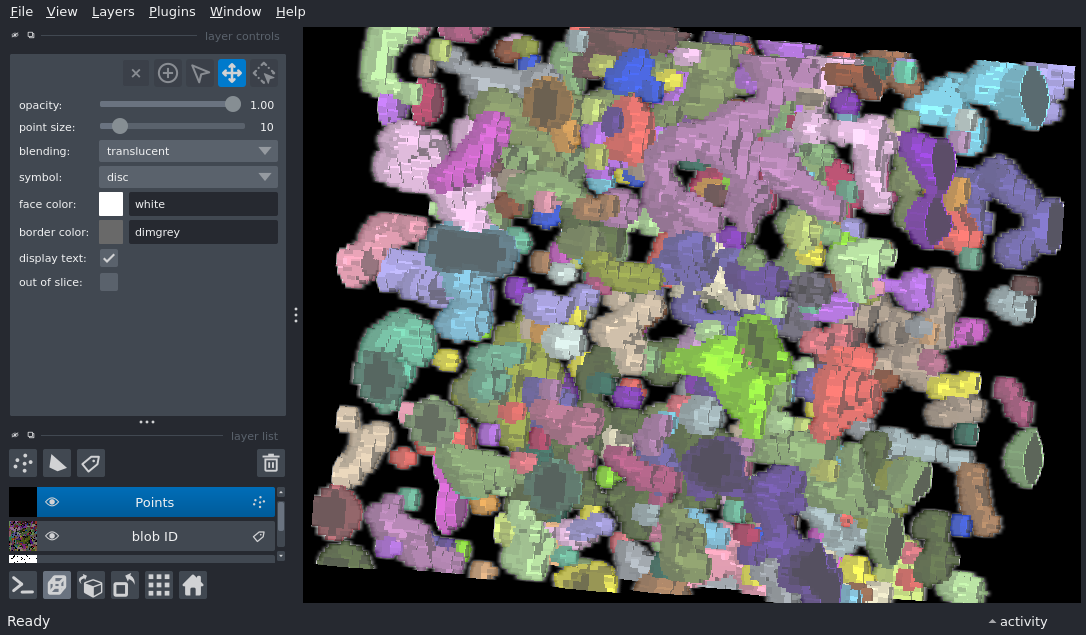 File View Layers Plugins Window Help
layer controls
opacity: 1.00
point size: 10
blending: translucent
symbol: disc
face color: white
border color: dimgrey
display text:
out of slice:
layer list
Points
blob ID
Ready
activity